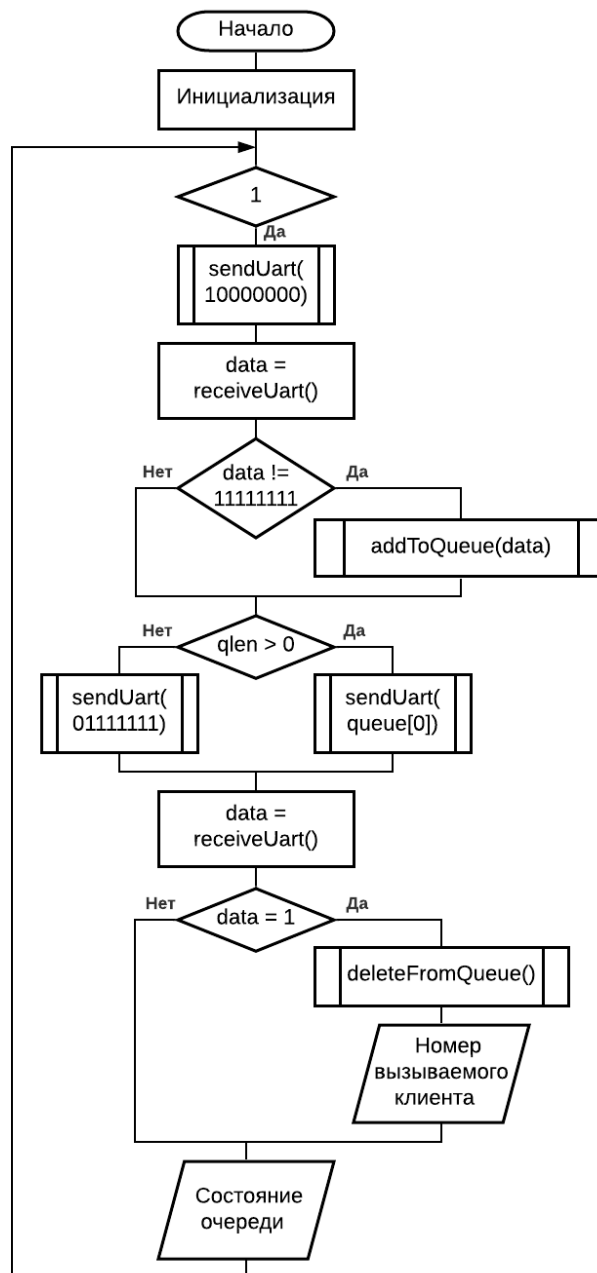 Начало
Инициализация
1
Да
sendUart(
10000000)
data =
receiveUart()
Нет
data !=
11111111
Да
addToQueue(data)
Нет
qlen > 0
Да
sendUart(
01111111)
sendUart(
queue[0])
data =
receiveUart()
Нет
data = 1
Да
deleteFromQueue()
Номер
вызываемого
клиента
Состояние
очереди